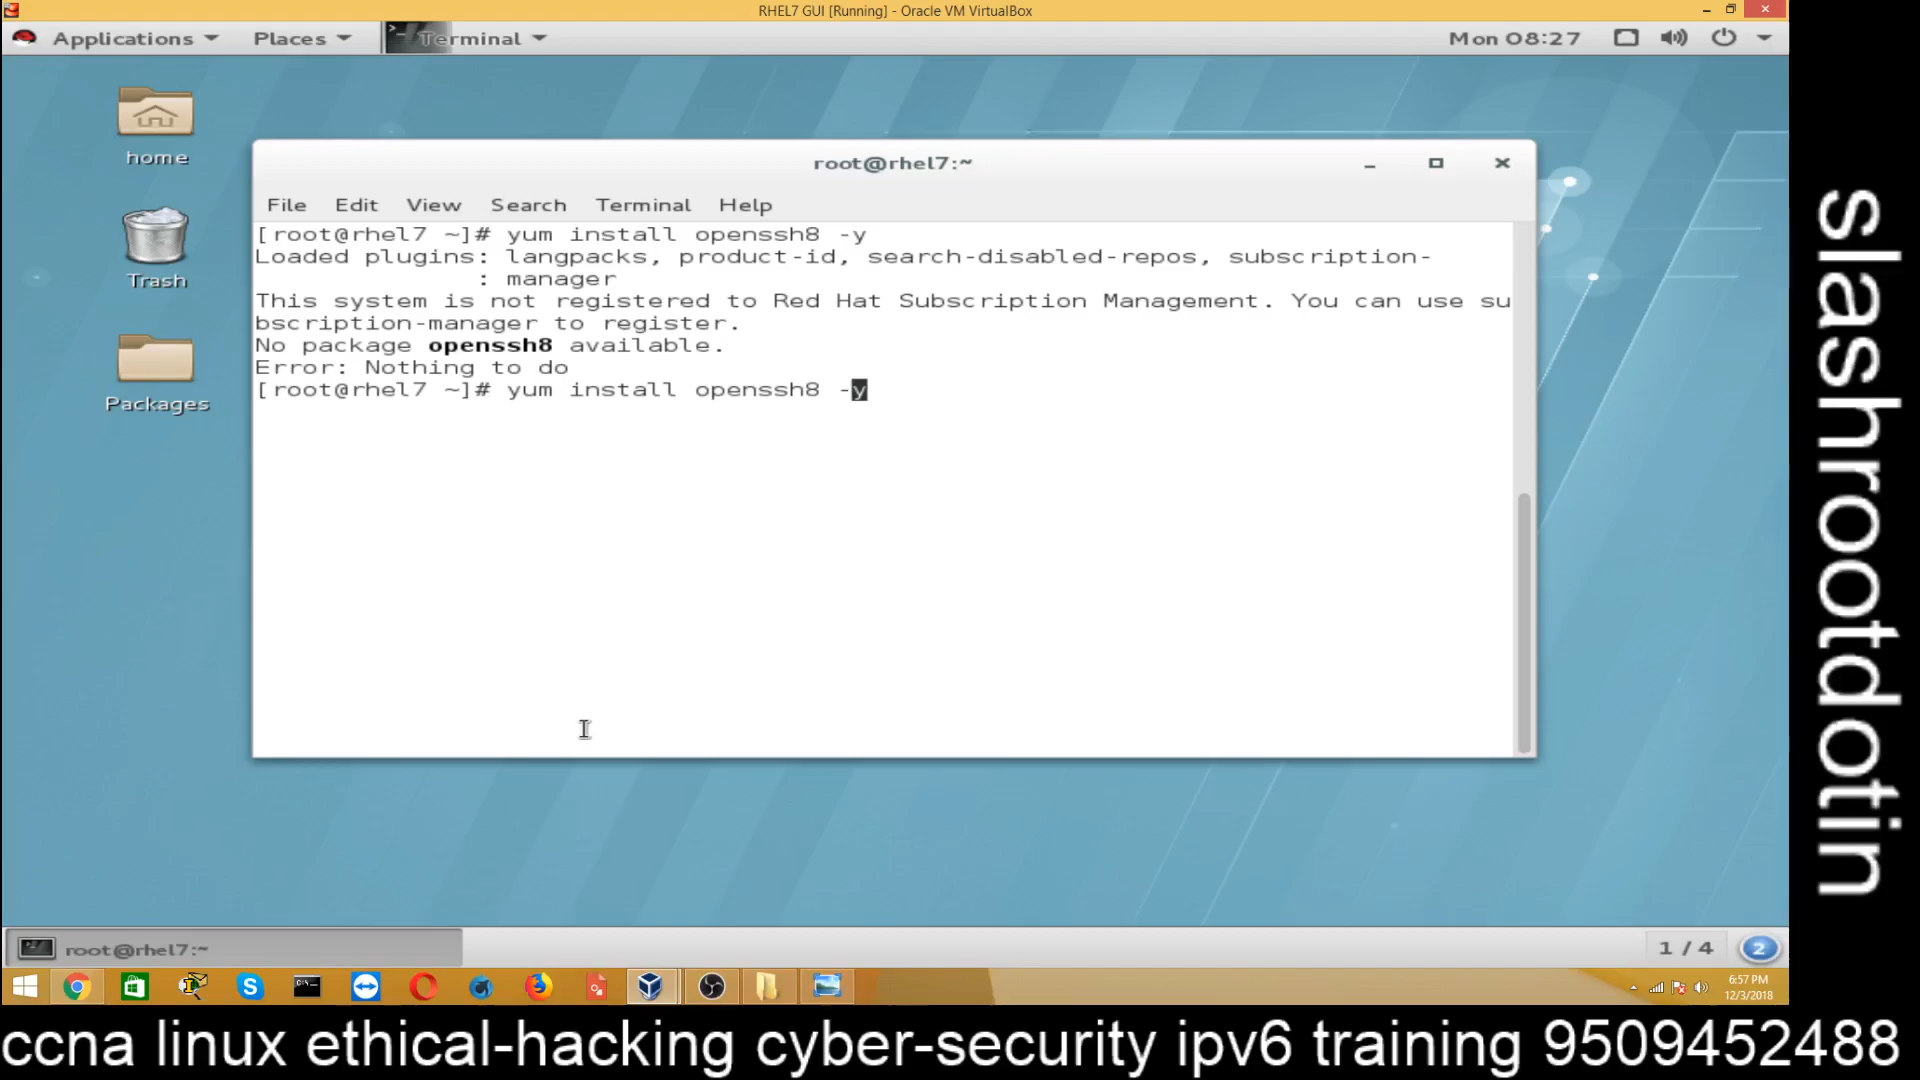 RHEL7 GUI [Running] - Oracle VM VirtualBox
Applications Places Terminal Mon 08:27
home
Trash
Packages
root@rhel7:~
File Edit View Search Terminal Help
[root@rhel7 ~]# yum install openssh8 -y
Loaded plugins: langpacks, product-id, search-disabled-repos, subscription-
: manager
This system is not registered to Red Hat Subscription Management. You can use su
bscription-manager to register.
No package openssh8 available.
Error: Nothing to do
[root@rhel7 ~]# yum install openssh8 -y
root@rhel7:~
1 / 4 2
6:57 PM
12/3/2018
slashrootdotin
ccna linux ethical-hacking cyber-security ipv6 training 9509452488